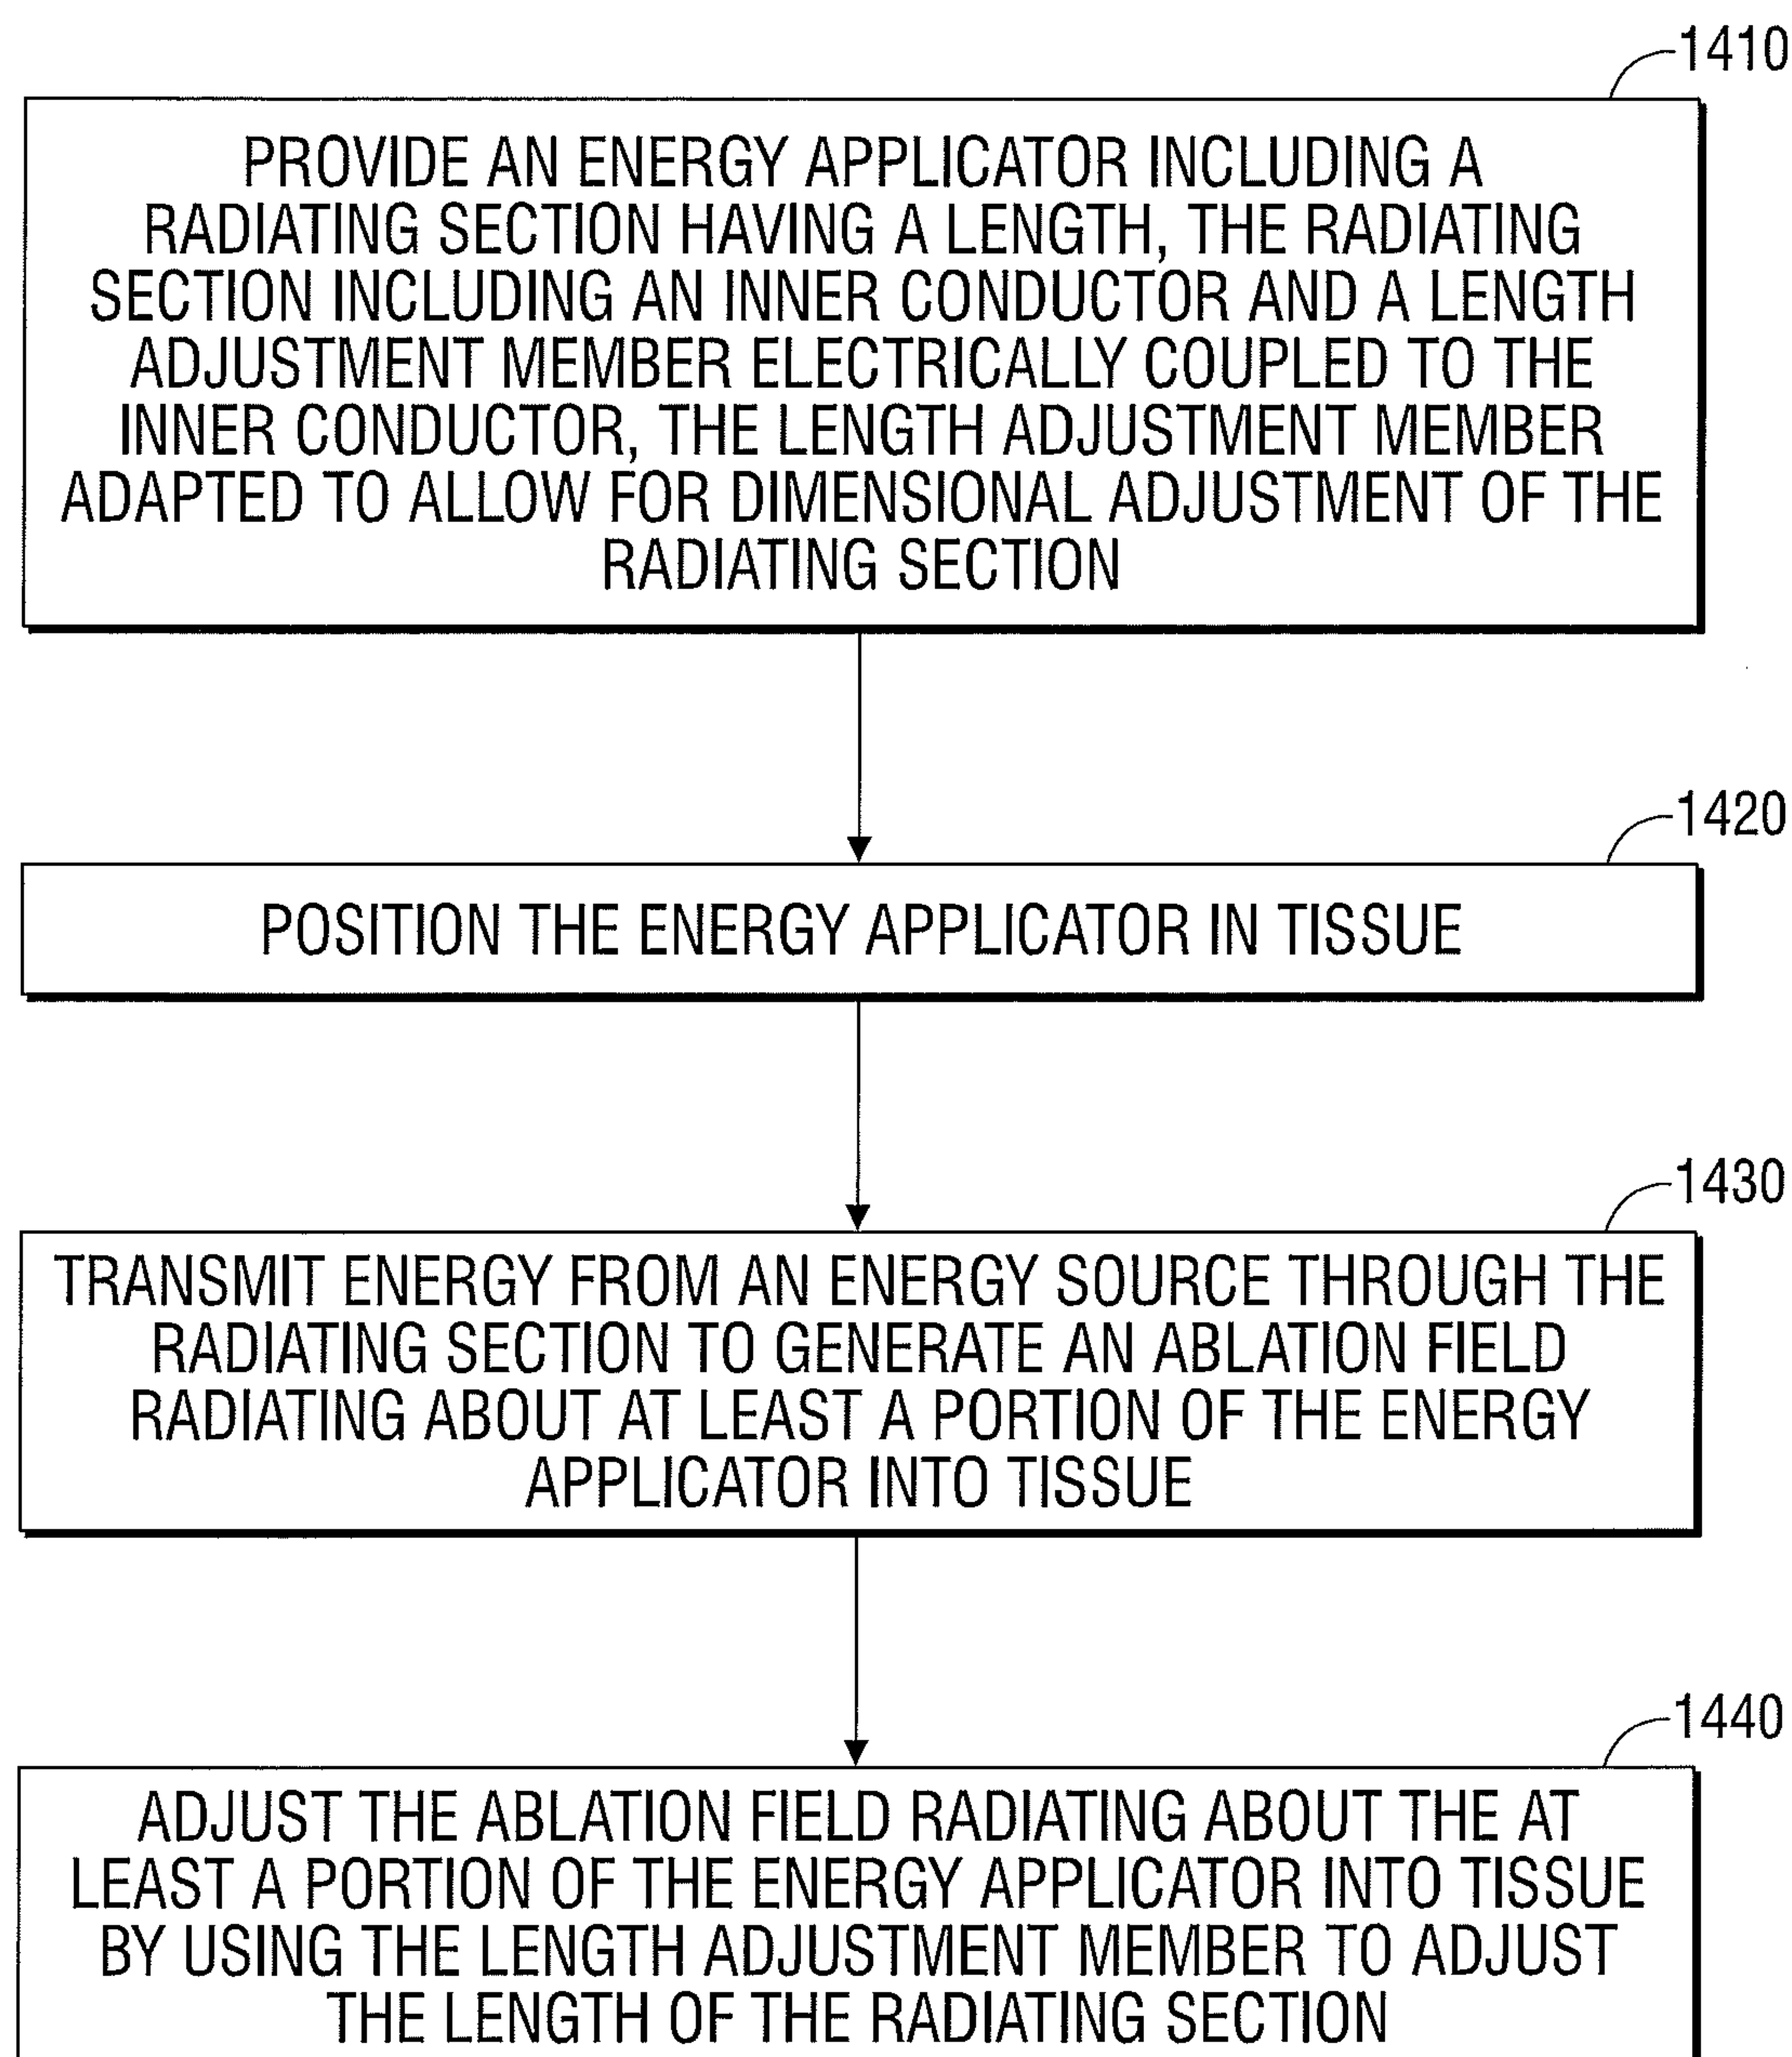 1410
PROVIDE AN ENERGY APPLICATOR INCLUDING A
RADIATING SECTION HAVING A LENGTH, THE RADIATING
SECTION INCLUDING AN INNER CONDUCTOR AND A LENGTH
ADJUSTMENT MEMBER ELECTRICALLY COUPLED TO THE
INNER CONDUCTOR, THE LENGTH ADJUSTMENT MEMBER
ADAPTED TO ALLOW FOR DIMENSIONAL ADJUSTMENT OF THE
RADIATING SECTION
1420
POSITION THE ENERGY APPLICATOR IN TISSUE
1430
TRANSMIT ENERGY FROM AN ENERGY SOURCE THROUGH THE
RADIATING SECTION TO GENERATE AN ABLATION FIELD
RADIATING ABOUT AT LEAST A PORTION OF THE ENERGY
APPLICATOR INTO TISSUE
1440
ADJUST THE ABLATION FIELD RADIATING ABOUT THE AT
LEAST A PORTION OF THE ENERGY APPLICATOR INTO TISSUE
BY USING THE LENGTH ADJUSTMENT MEMBER TO ADJUST
THE LENGTH OF THE RADIATING SECTION